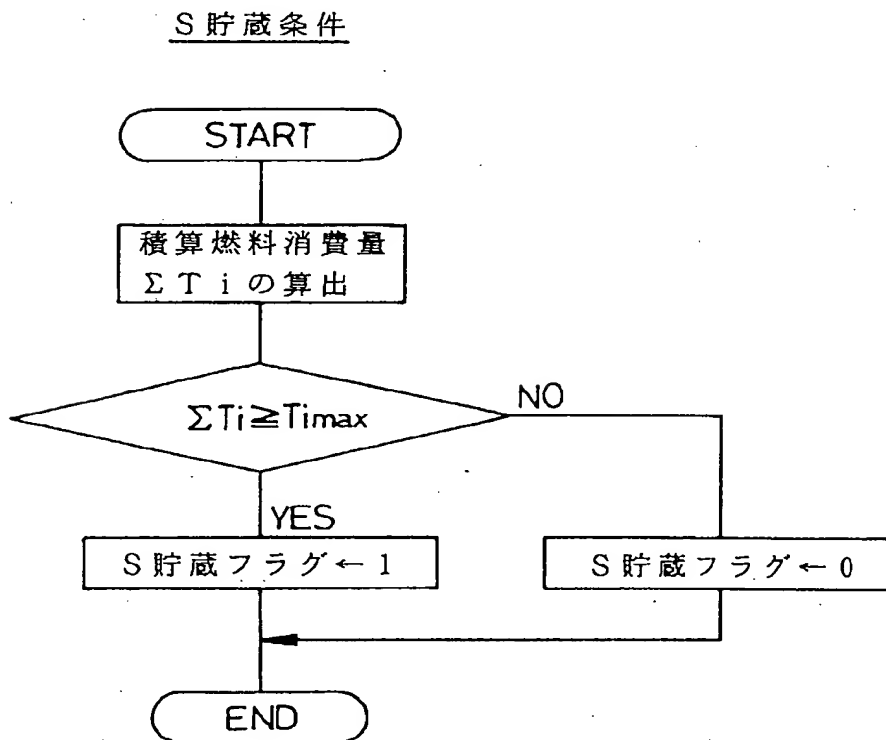 S貯蔵条件
START
積算燃料消費量
ΣTiの算出
ΣTi≧Timax
NO
YES
S貯蔵フラグ←1
S貯蔵フラグ←0
END